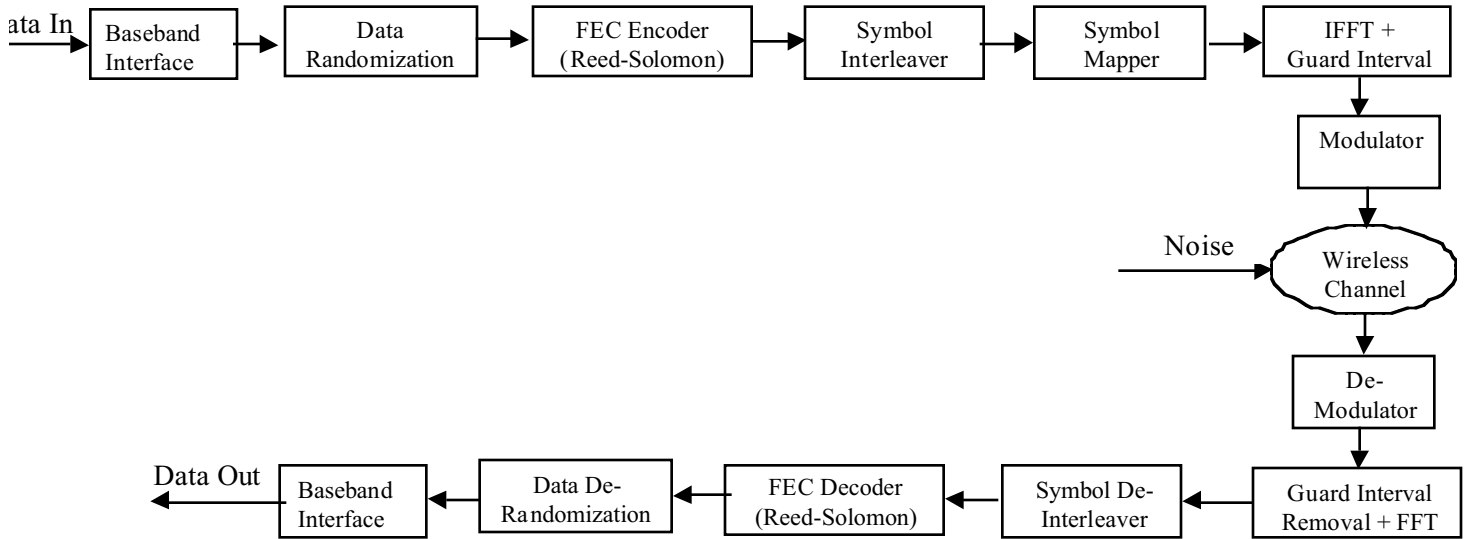 ata In
Baseband
Interface
Data
Randomization
FEC Encoder
(Reed-Solomon)
Symbol
Interleaver
Symbol
Mapper
IFFT +
Guard Interval
Modulator
Noise
Wireless
Channel
De-
Modulator
Guard Interval
Removal + FFT
Symbol De-
Interleaver
FEC Decoder
(Reed-Solomon)
Data De-
Randomization
Baseband
Interface
Data Out